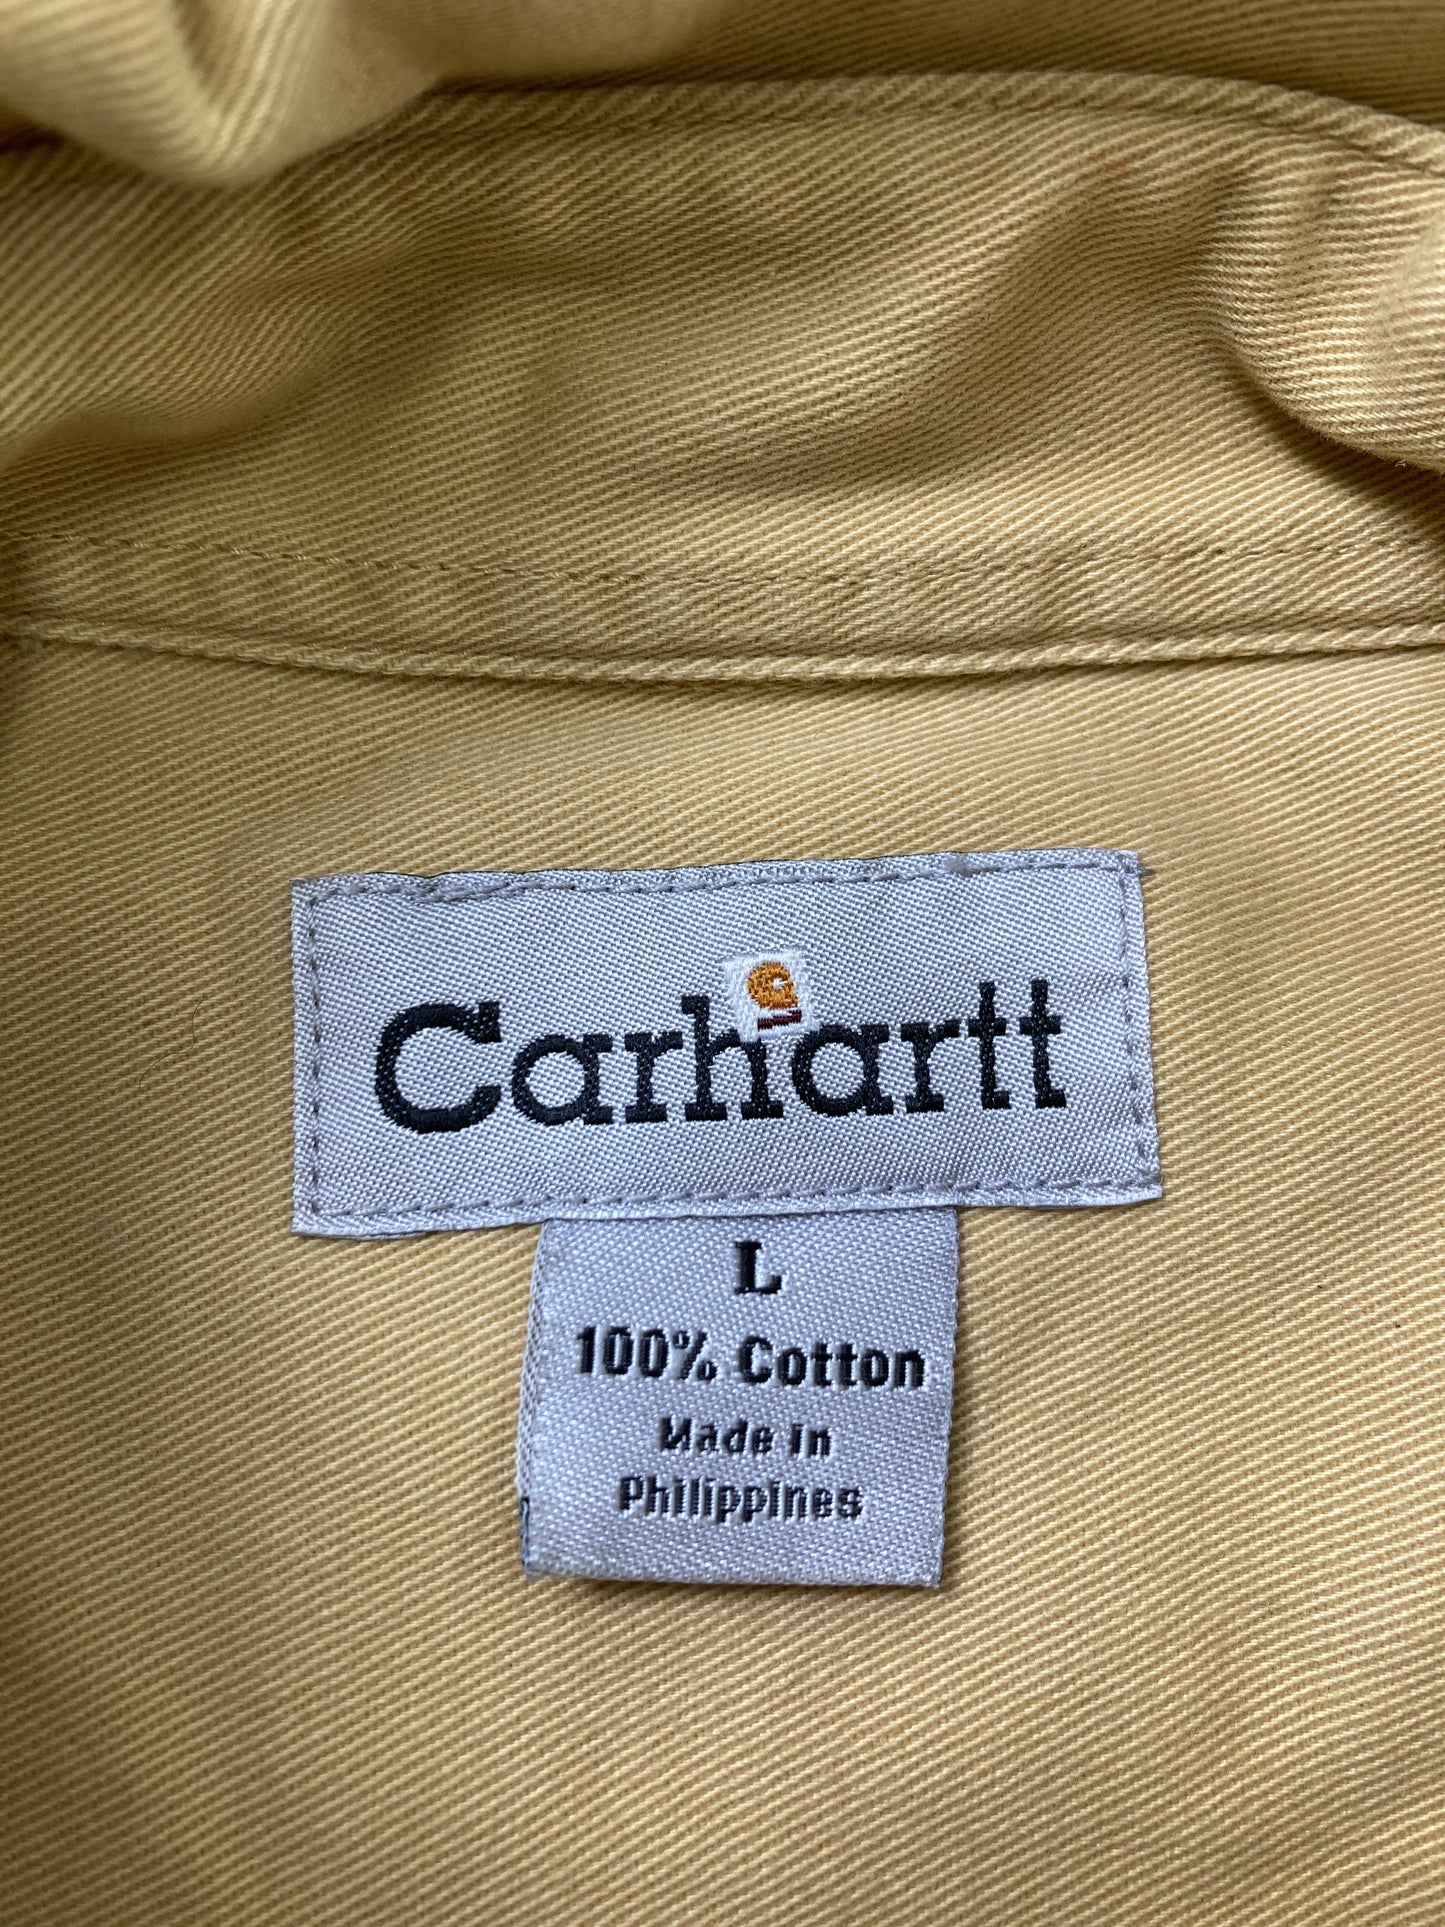 Carhartt
L
100% Cotton
Made in
Philippines